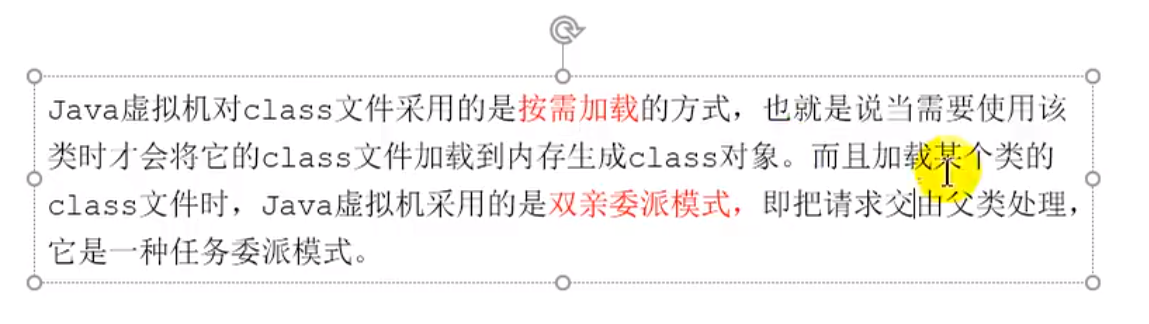 Java虚拟机对class文件采用的是按需加载的方式，也就是说当需要使用该
类时才会将它的class文件加载到内存生成class对象。而且加载某个类的
class文件时，Java虚拟机采用的是双亲委派模式，即把请求交由父类处理，
它是一种任务委派模式。